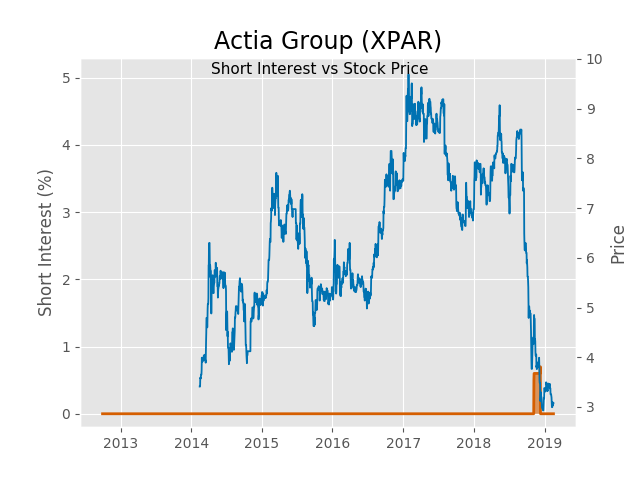 Actia Group (XPAR)
Short Interest vs Stock Price
Short Interest (%)
5
4
3
2
1
0
10
9
8
7
6
5
4
3
Price
2013 2014 2015 2016 2017 2018 2019